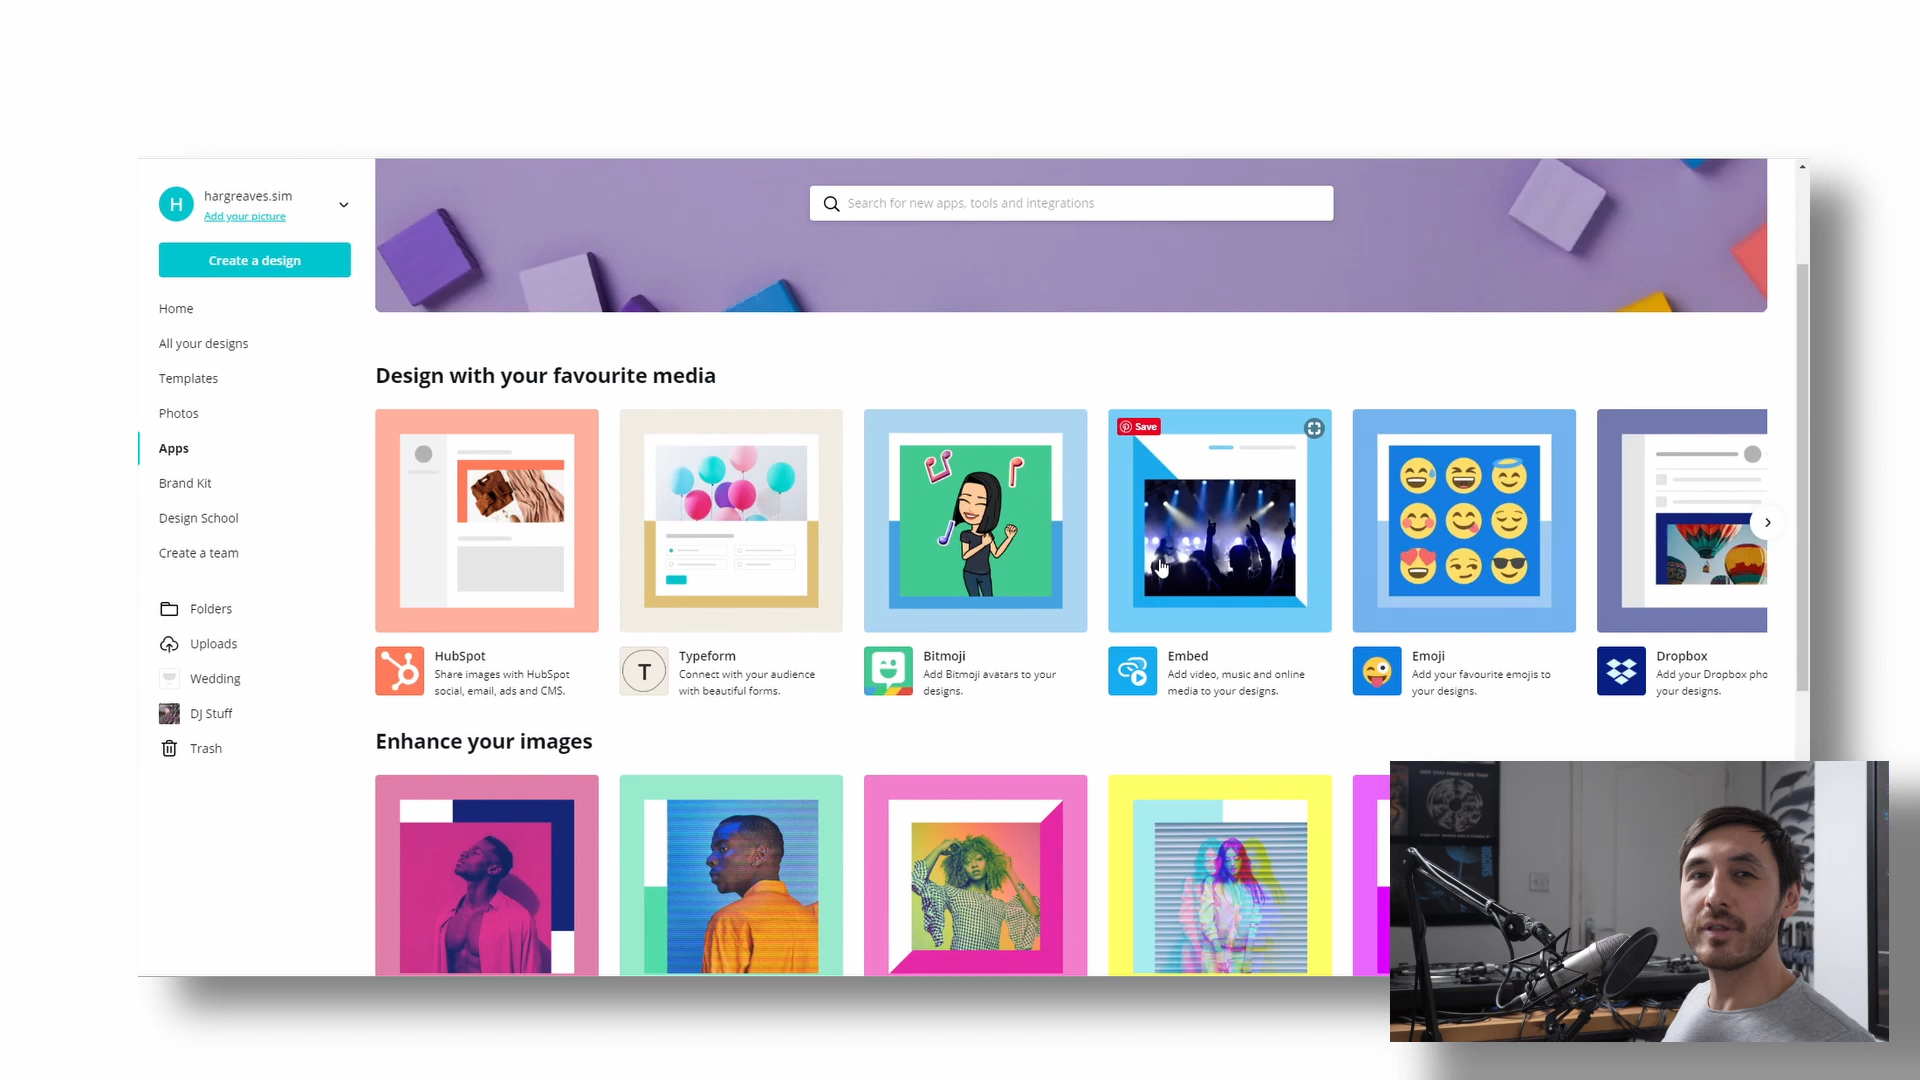 H
hargreaves.sim
Add your picture
Create a design
Home
All your designs
Templates
Photos
Apps
Brand Kit
Design School
Create a team
Folders
Uploads
Wedding
DJ Stuff
Trash
Search for new apps, tools and integrations
Design with your favourite media
Save
HubSpot
Share images with HubSpot
social, email, ads and CMS.
T
Typeform
Connect with your audience
with beautiful forms.
Bitmoji
Add Bitmoji avatars to your
designs.
Embed
Add video, music and online
media to your designs.
Emoji
Add your favourite emojis to
your designs.
Dropbox
Add your Dropbox pho
your designs.
Enhance your images